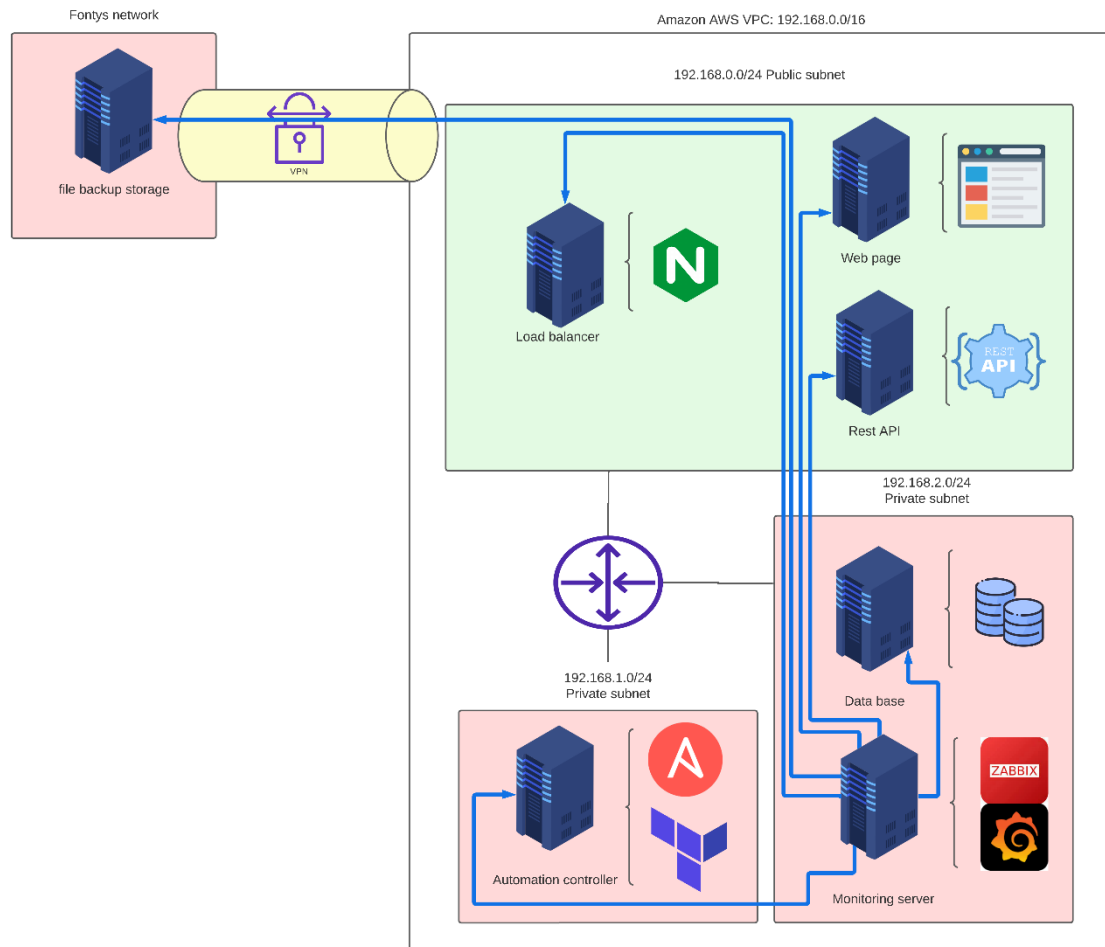 Fontys network
Amazon AWS VPC: 192.168.0.0/16
192.168.0.0/24 Public subnet
VPN
file backup storage
Web page
Load balancer
REST
API
Rest API
192.168.2.0/24
Private subnet
192.168.1.0/24
Private subnet
Data base
ZABBIX
Automation controller
Monitoring server